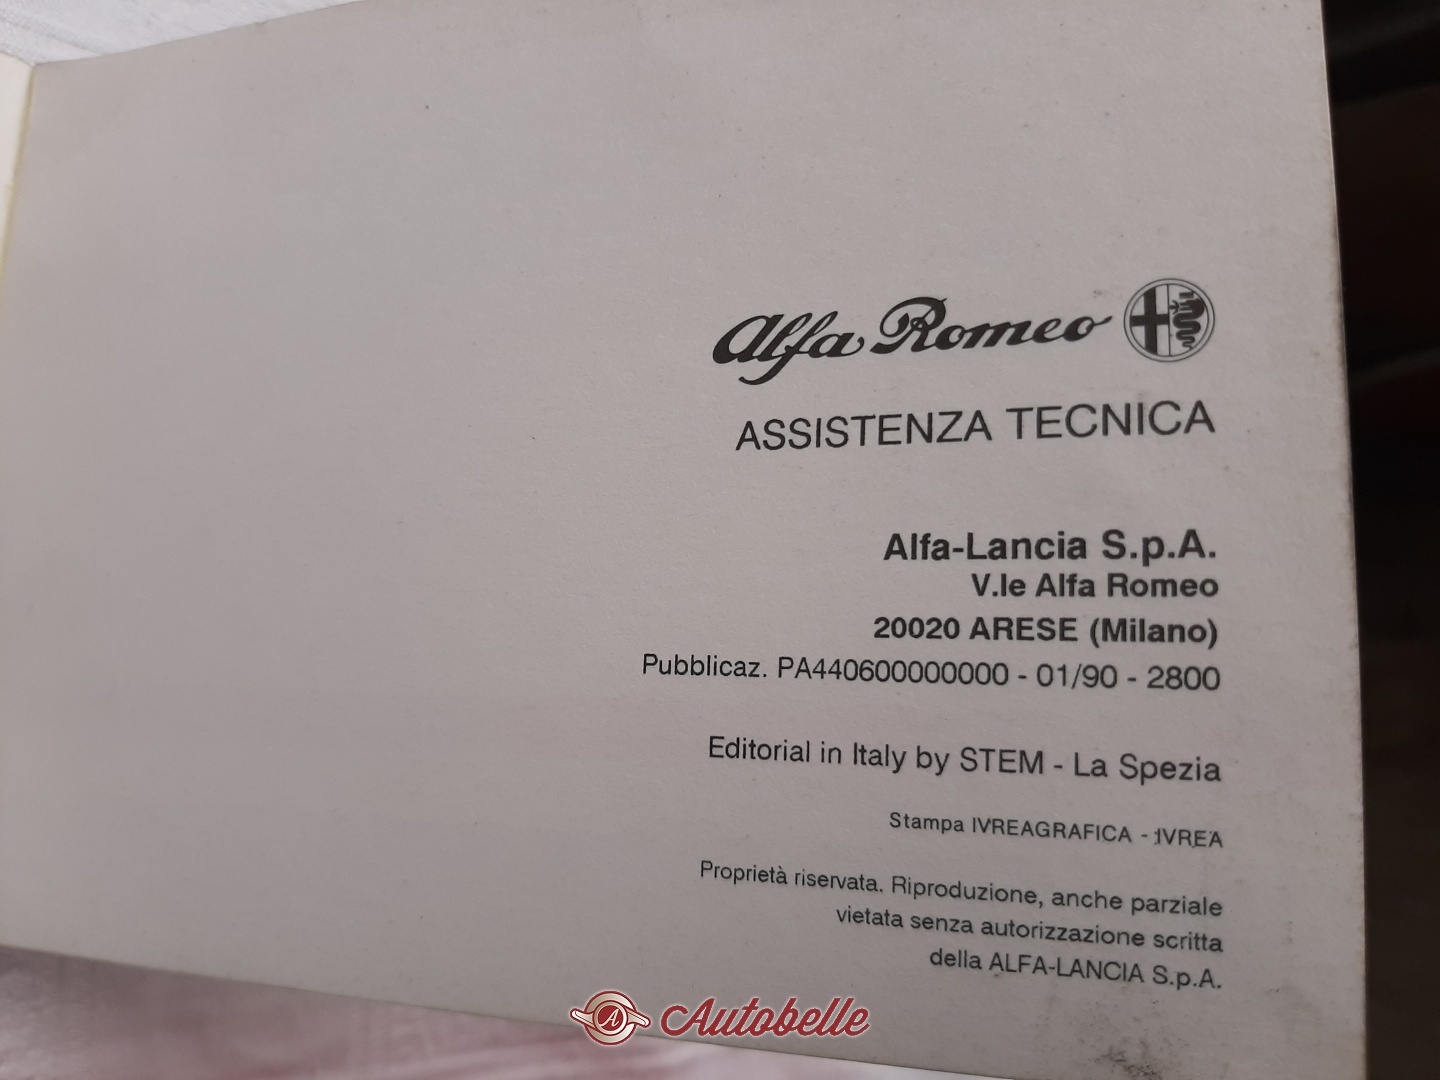 Alfa Romeo
ASSISTENZA TECNICA
Alfa-Lancia S.p.A.
V.le Alfa Romeo
20020 ARESE (Milano)
Pubblicaz. PA440600000000 - 01/90 - 2800
Editorial in Italy by STEM - La Spezia
Stampa IVREAGRAFICA - IVREA
Proprietà riservata. Riproduzione, anche parziale
vietata senza autorizzazione scritta
della ALFA-LANCIA S.p.A.
A Autobelle